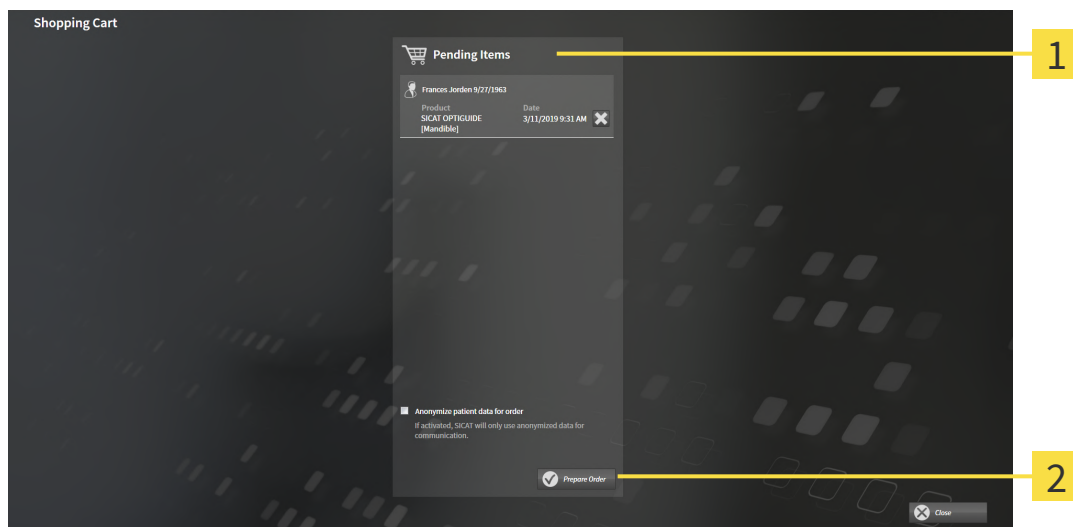 Shopping Cart
Pending Items
1
Frances Jorden 9/27/1963
Product Date
SICAT OPTIGUIDE 3/11/2019 9:31 AM
[Mandible]
Anonymize patient data for order
If activated, SICAT will only use anonymized data for
communication.
Prepare Order
2
Close